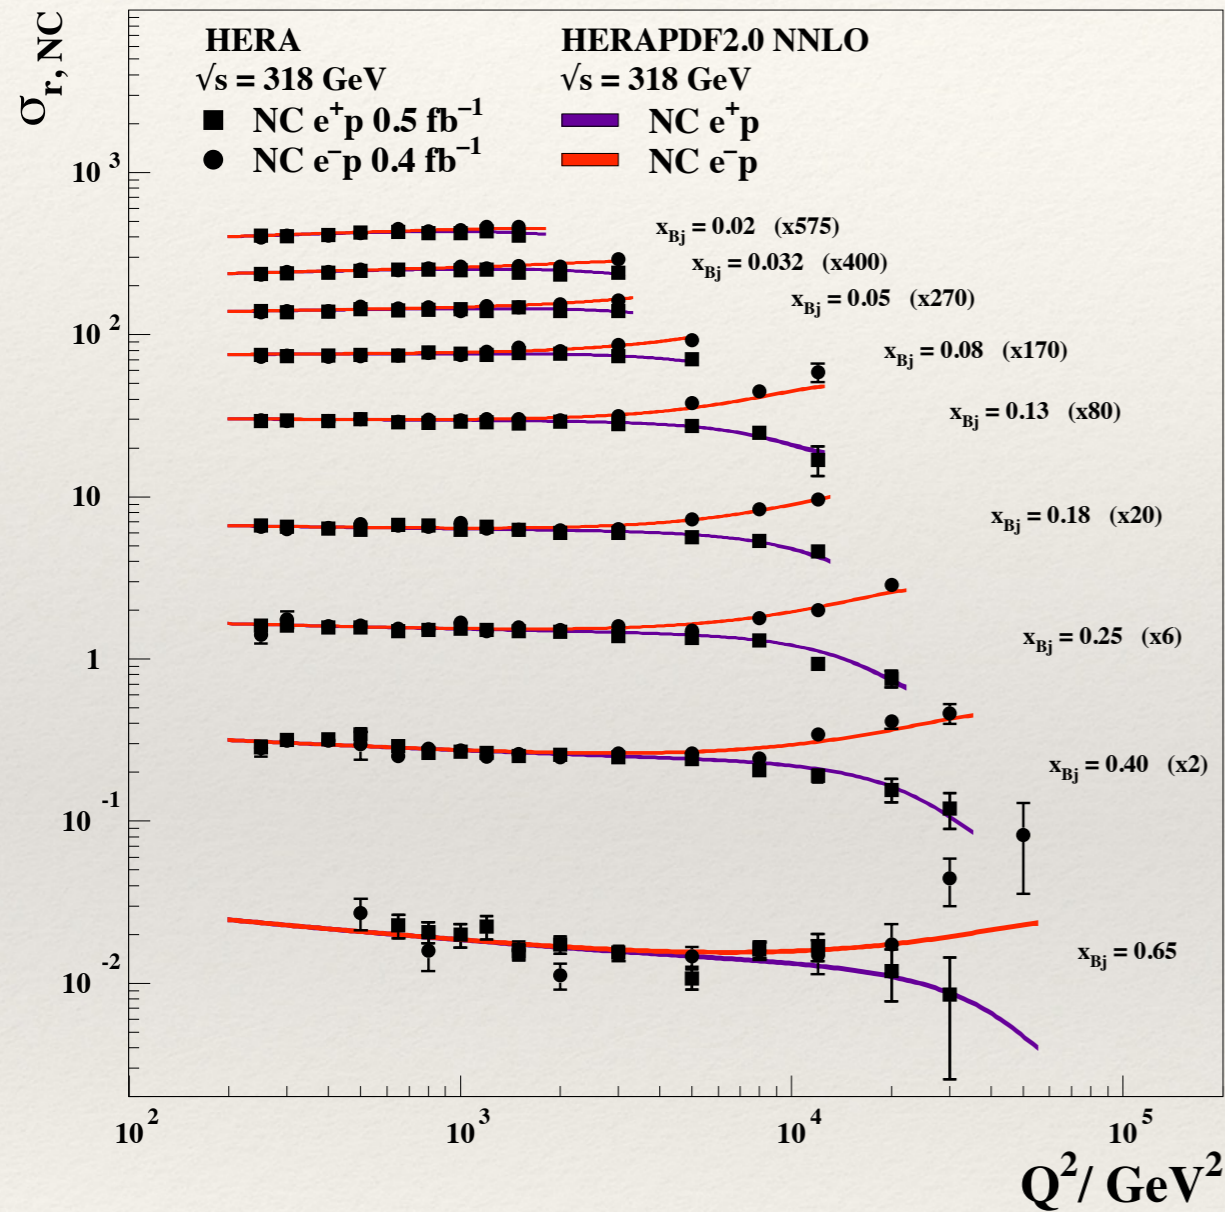 σr, NC
HERA
√s = 318 GeV
NC e+p 0.5 fb−1
NC e−p 0.4 fb−1
HERAPDF2.0 NNLO
√s = 318 GeV
NC e+p
NC e−p
10 3
10 2
10
1
10 -1
10 -2
xBj = 0.02 (x575)
xBj = 0.032 (x400)
xBj = 0.05 (x270)
xBj = 0.08 (x170)
xBj = 0.13 (x80)
xBj = 0.18 (x20)
xBj = 0.25 (x6)
xBj = 0.40 (x2)
xBj = 0.65
10 2
10 3
10 4
10 5
Q2/ GeV2